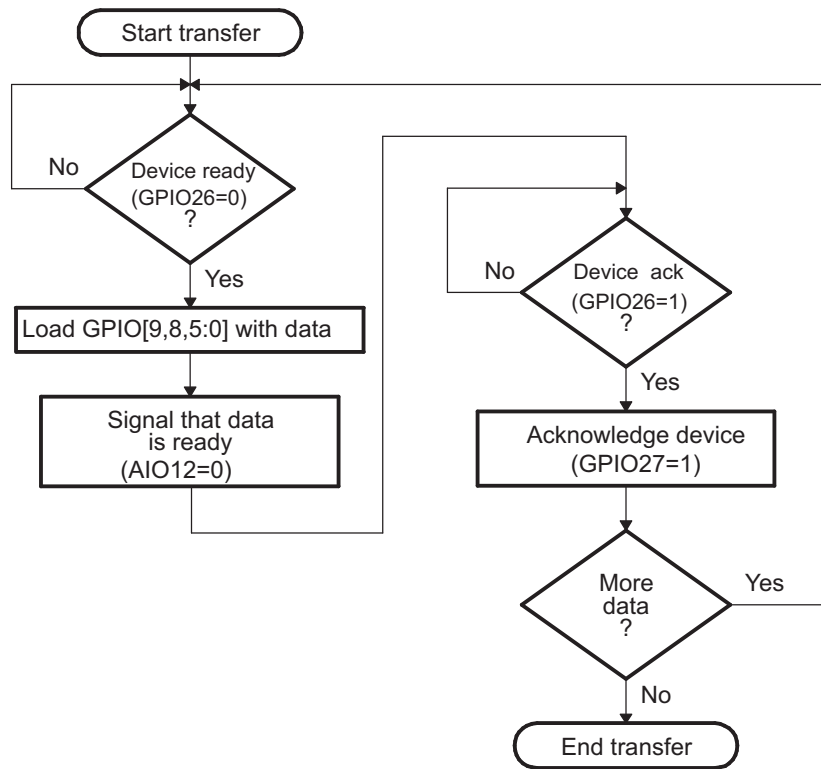 Start transfer
No
Device ready
(GPIO26=0)
?
Yes
Load GPIO[9,8,5:0] with data
Signal that data
is ready
(AIO12=0)
No
Device ack
(GPIO26=1)
?
Yes
Acknowledge device
(GPIO27=1)
More
data
?
Yes
No
End transfer